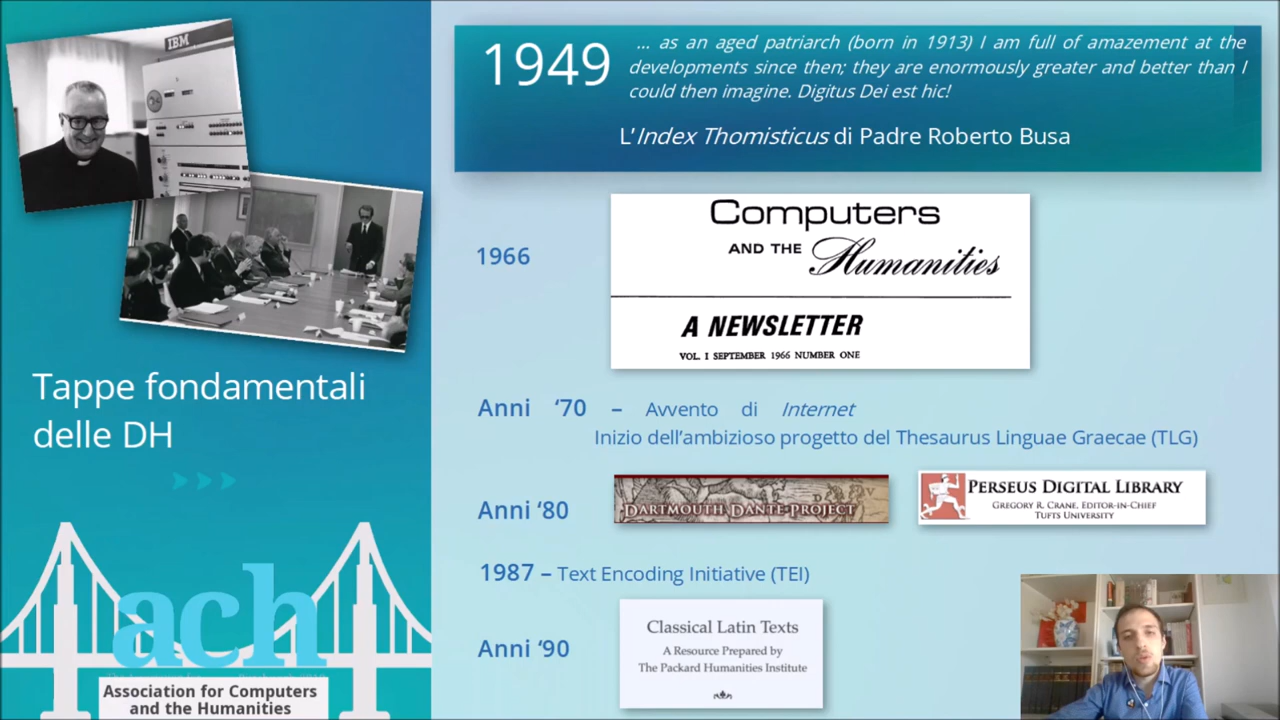 IBM
Tappe fondamentali
delle DH
ach
Association for Computers
and the Humanities
1949
... as an aged patriarch (born in 1913) I am full of amazement at the
developments since then; they are enormously greater and better than I
could then imagine. Digitus Dei est hic!
L’Index Thomisticus di Padre Roberto Busa
1966
Computers
AND THE
Humanities
A NEWSLETTER
VOL. I SEPTEMBER 1966 NUMBER ONE
Anni ‘70 – Avvento di Internet
Inizio dell’ambizioso progetto del Thesaurus Linguae Graecae (TLG)
Anni ‘80
DARTMOUTH DANTE PROJECT
PERSEUS DIGITAL LIBRARY
GREGORY R. CRANE, EDITOR-IN-CHIEF
TUFTS UNIVERSITY
1987 – Text Encoding Initiative (TEI)
Anni ‘90
Classical Latin Texts
A Resource Prepared by
The Packard Humanities Institute